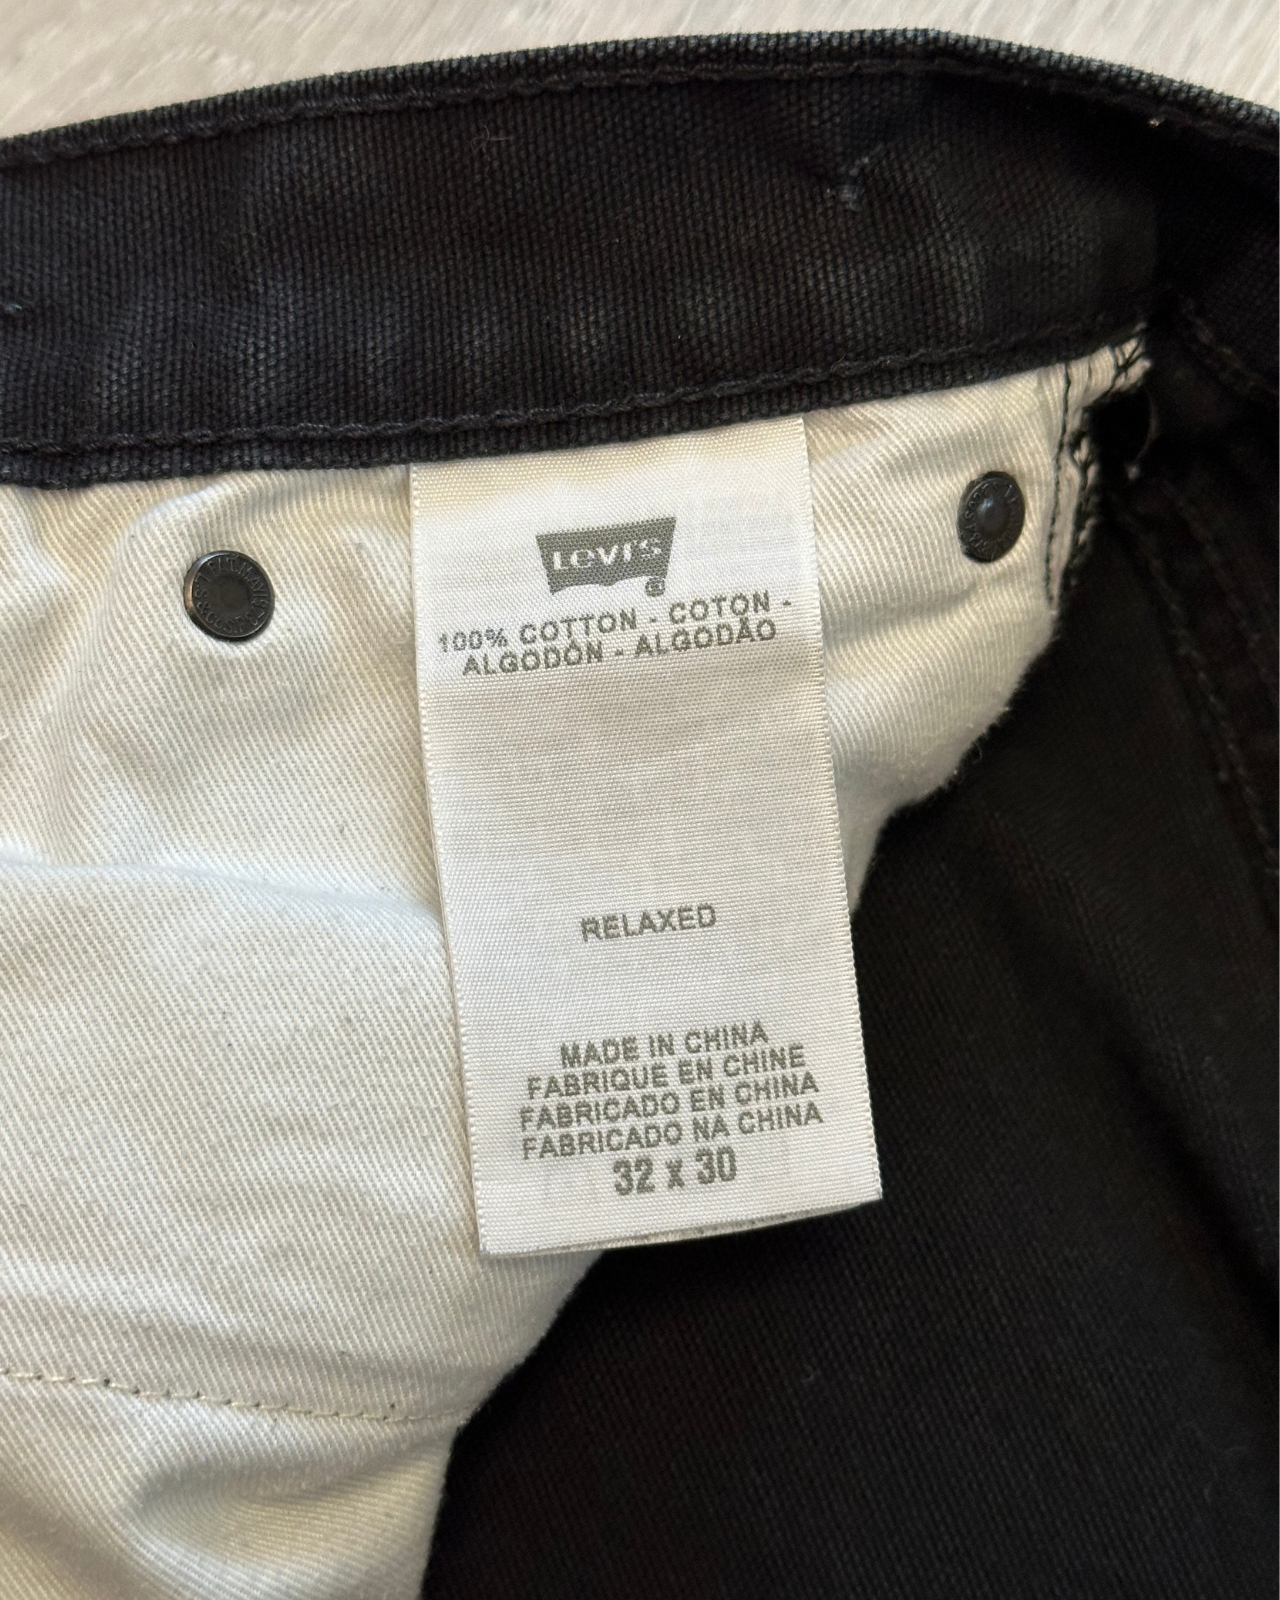 Levi's
100% COTTON - COTON -
ALGODÓN - ALGODÃO
RELAXED
MADE IN CHINA
FABRIQUE EN CHINE
FABRICADO EN CHINA
FABRICADO NA CHINA
32 x 30